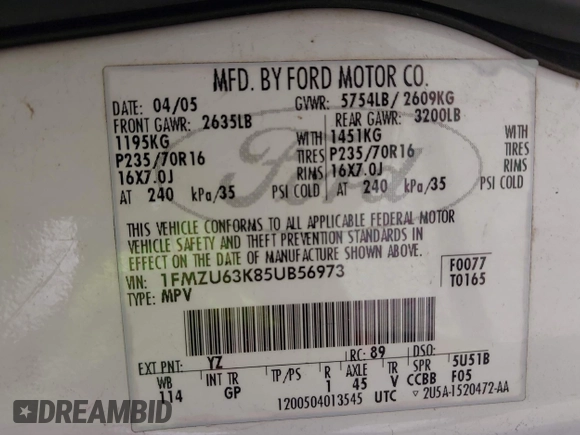 MFD. BY FORD MOTOR CO.
DATE: 04/05 GVWR: 5754LB/ 2609KG
FRONT GAWR: 2635LB REAR GAWR: 3200LB
1195KG WITH 1451KG WITH
P235/70R16 TIRES P235/70R16 TIRES
16X7.0J RIMS 16X7.0J RIMS
AT 240 kPa/35 PSI COLD AT 240 kPa/35 PSI COLD
Ford
THIS VEHICLE CONFORMS TO ALL APPLICABLE FEDERAL MOTOR
VEHICLE SAFETY AND THEFT PREVENTION STANDARDS IN
EFFECT ON THE DATE OF MANUFACTURE SHOWN ABOVE.
VIN: 1FMZU63K85UB56973 F0077
TYPE: MPV T0165
EXT PNT: YZ RC: 89 DSO:
WB INT TR TP/PS R AXLE TR SPR 5U51B
114 GP 1 45 V CCBB F05
1200504013545 UTC ▽ 2U5A-1520472-AA
DREAMBID